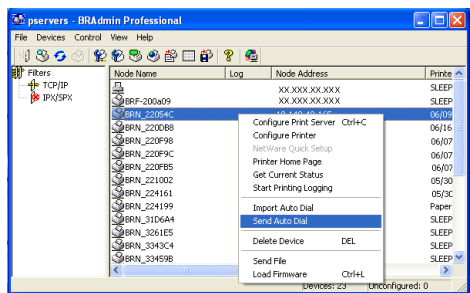 pservers - BRAdmin Professional
File Devices Control View Help
Filters
TCP/IP
IPX/SPX
Node Name Log Node Address Printe
XX.XXX.XX.XXX SLEEP
BRF-200a09 XX.XXX.XX.XXX SLEEP
BRN_22054C 06/09
BRN_220DB8 06/16
BRN_220F98 06/07
BRN_220F9C 06/07
BRN_220FB5 06/07
BRN_221002 05/30
BRN_224161 05/30
BRN_224199 Paper
BRN_31D6A4 SLEEP
BRN_3261E5 SLEEP
BRN_3343C4 SLEEP
BRN_33459B SLEEP
Configure Print Server Ctrl+C
Configure Printer
NetWare Quick Setup
Printer Home Page
Get Current Status
Start Printing Logging
Import Auto Dial
Send Auto Dial
Delete Device DEL
Send File
Load Firmware Ctrl+L
Devices: 23 Unconfigured: 0